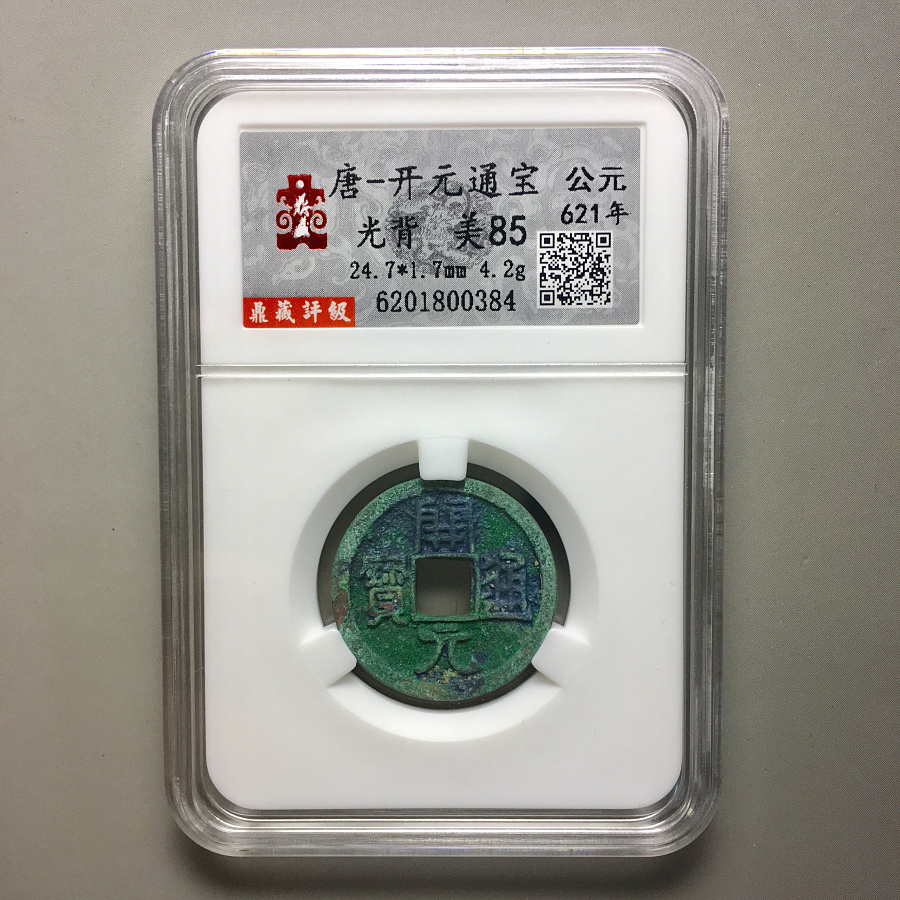 唐-开元通宝 公元
621年
光背 美85
24.7*1.7mm 4.2g
6201800384
鼎藏評級
開
通
元
寶